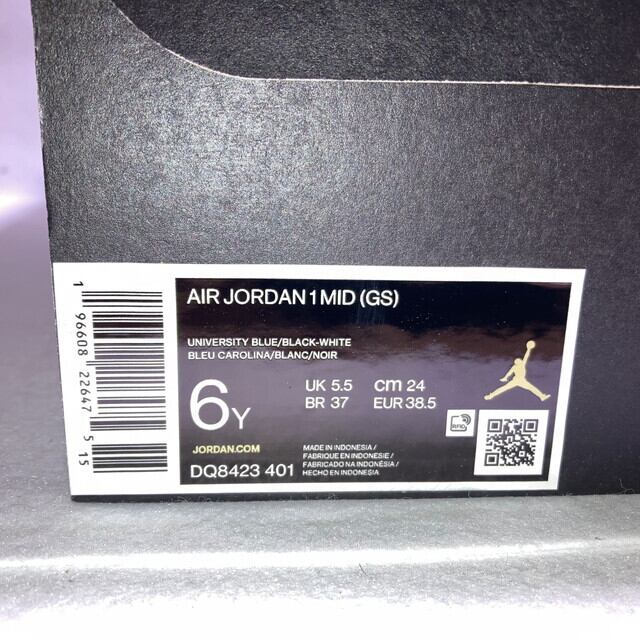 AIR JORDAN 1 MID (GS)
UNIVERSITY BLUE/BLACK-WHITE
BLEU CAROLINA/BLANC/NOIR
6Y
UK 5.5 cm 24
BR 37 EUR 38.5
RFID
JORDAN.COM
DQ8423 401
MADE IN INDONESIA /
FABRIQUE EN INDONESIE /
FABRICADO NA INDONÉSIA /
HECHO EN INDONESIA
1 96608 22647 5 15